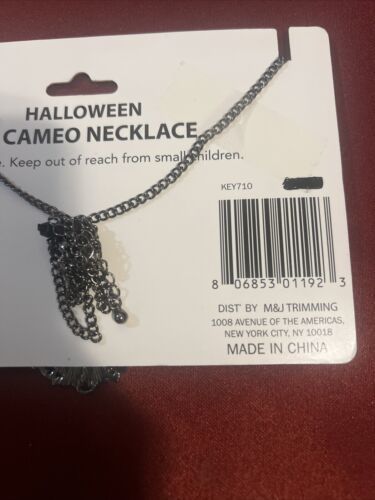 HALLOWEEN
CAMEO NECKLACE
. Keep out of reach from small children.
KEY710
8 06853 01192 3
DIST' BY M&J TRIMMING
1008 AVENUE OF THE AMERICAS,
NEW YORK CITY, NY 10018
MADE IN CHINA